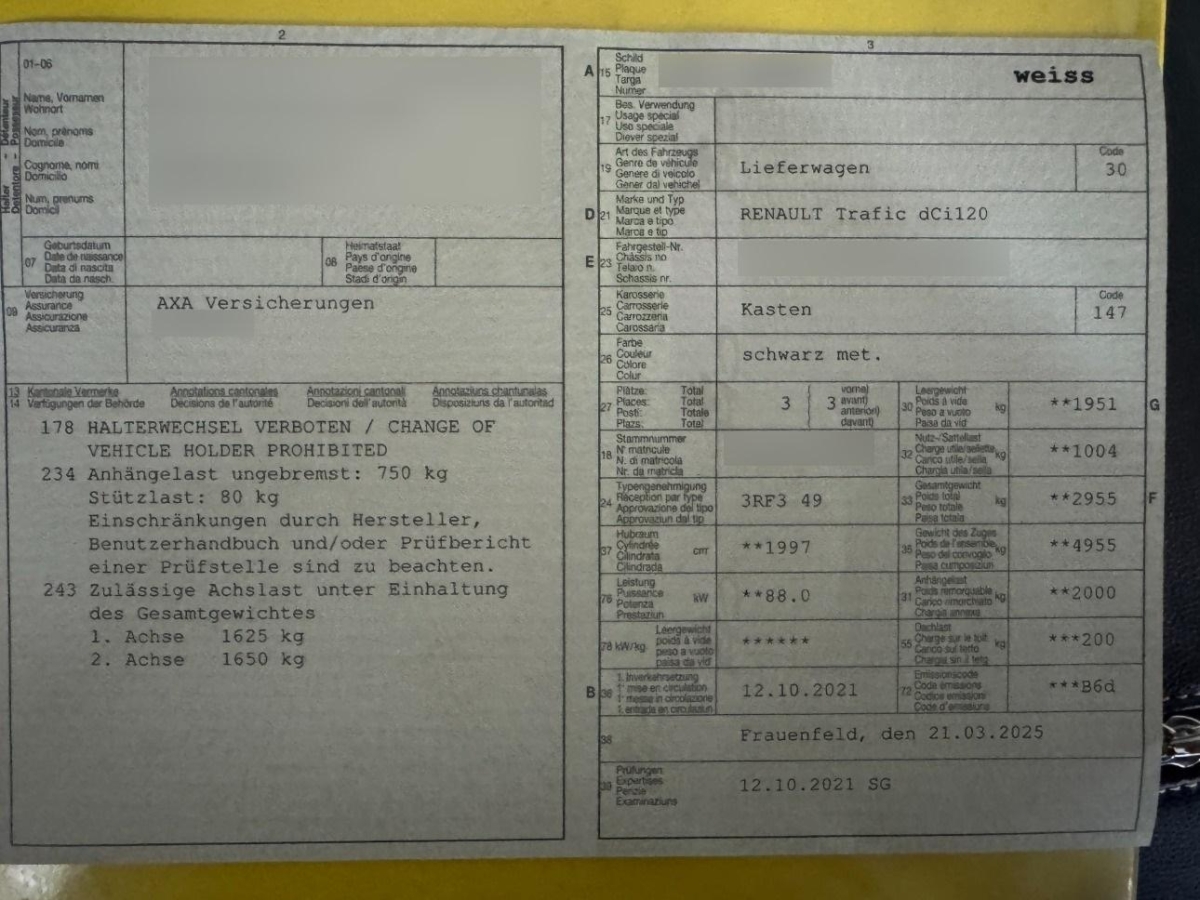 2
01-06
Halter - Détenteur
Detentore - Possessur
Name, Vornamen
Wohnort
Nom, prénoms
Domicile
Cognome, nomi
Domicilio
Num, prenums
Domicil
07
Geburtsdatum
Date de naissance
Data di nascita
Data da nasch.
08
Heimatstaat
Pays d'origine
Paese d'origine
Stadi d'origin
09
Versicherung
Assurance
Assicurazione
Assicuranza
AXA Versicherungen
13 Kantonale Vermerke Annotations cantonales Annotazioni cantonali Annotaziuns chantunalas
14 Verfügungen der Behörde Décisions de l'autorité Decisioni dell'autorità Disposiziuns da l'autoritad
178 HALTERWECHSEL VERBOTEN / CHANGE OF
VEHICLE HOLDER PROHIBITED
234 Anhängelast ungebremst: 750 kg
Stützlast: 80 kg
Einschränkungen durch Hersteller,
Benutzerhandbuch und/oder Prüfbericht
einer Prüfstelle sind zu beachten.
243 Zulässige Achslast unter Einhaltung
des Gesamtgewichtes
1. Achse 1625 kg
2. Achse 1650 kg
3
A 15
Schild
Plaque
Targa
Numer
weiss
17
Bes. Verwendung
Usage spécial
Uso speciale
Diever spezial
19
Art des Fahrzeugs
Genre de véhicule
Genere di veicolo
Gener dal vehichel
Lieferwagen
Code
30
D 21
Marke und Typ
Marque et type
Marca e tipo
Marca e tip
RENAULT Trafic dCi120
E 23
Fahrgestell-Nr.
Châssis no
Telaio n.
Schassis nr.
25
Karosserie
Carrosserie
Carrozzeria
Carossaria
Kasten
Code
147
26
Farbe
Couleur
Colore
Colur
schwarz met.
27
Plätze: Total
Places: Total
Posti: Totale
Plazs: Total
3 ( 3
vorne)
avant)
anteriori)
davant)
30
Leergewicht
Poids à vide
Peso a vuoto
Paisa da vid
kg
**1951
G
18
Stammnummer
N° matricule
N. di matricola
Nr. da matricla
32
Nutz-/Sattellast
Charge utile/sellette
Carico utile/sella
Chargia utila/sella
kg
**1004
24
Typengenehmigung
Réception par type
Approvazione del tipo
Approvaziun dal tip
3RF3 49
33
Gesamtgewicht
Poids total
Peso totale
Paisa totala
kg
**2955
F
37
Hubraum
Cylindrée
Cilindrata
Cilindrada
cm³
**1997
35
Gewicht des Zuges
Poids de l'ensemble
Peso del convoglio
Paisa cumposiziun
kg
**4955
76
Leistung
Puissance
Potenza
Prestaziun
kW
**88.0
31
Anhängelast
Poids remorquable
Carico rimorchiato
Chargia annexa
kg
**2000
78 kW/kg
Leergewicht
poids à vide
peso a vuoto
paisa da vid
******
55
Dachlast
Charge sur le toit
Carico sul tetto
Chargia sin il tetg
kg
***200
B 36
1. Inverkehrsetzung
1re mise en circulation
1a messa in circolazione
1. entrada en circulaziun
12.10.2021
72
Emissionscode
Code émissions
Codice emissioni
Code d'emissiuns
***B6d
38
Frauenfeld, den 21.03.2025
39
Prüfungen
Expertises
Perizie
Examinaziuns
12.10.2021 SG